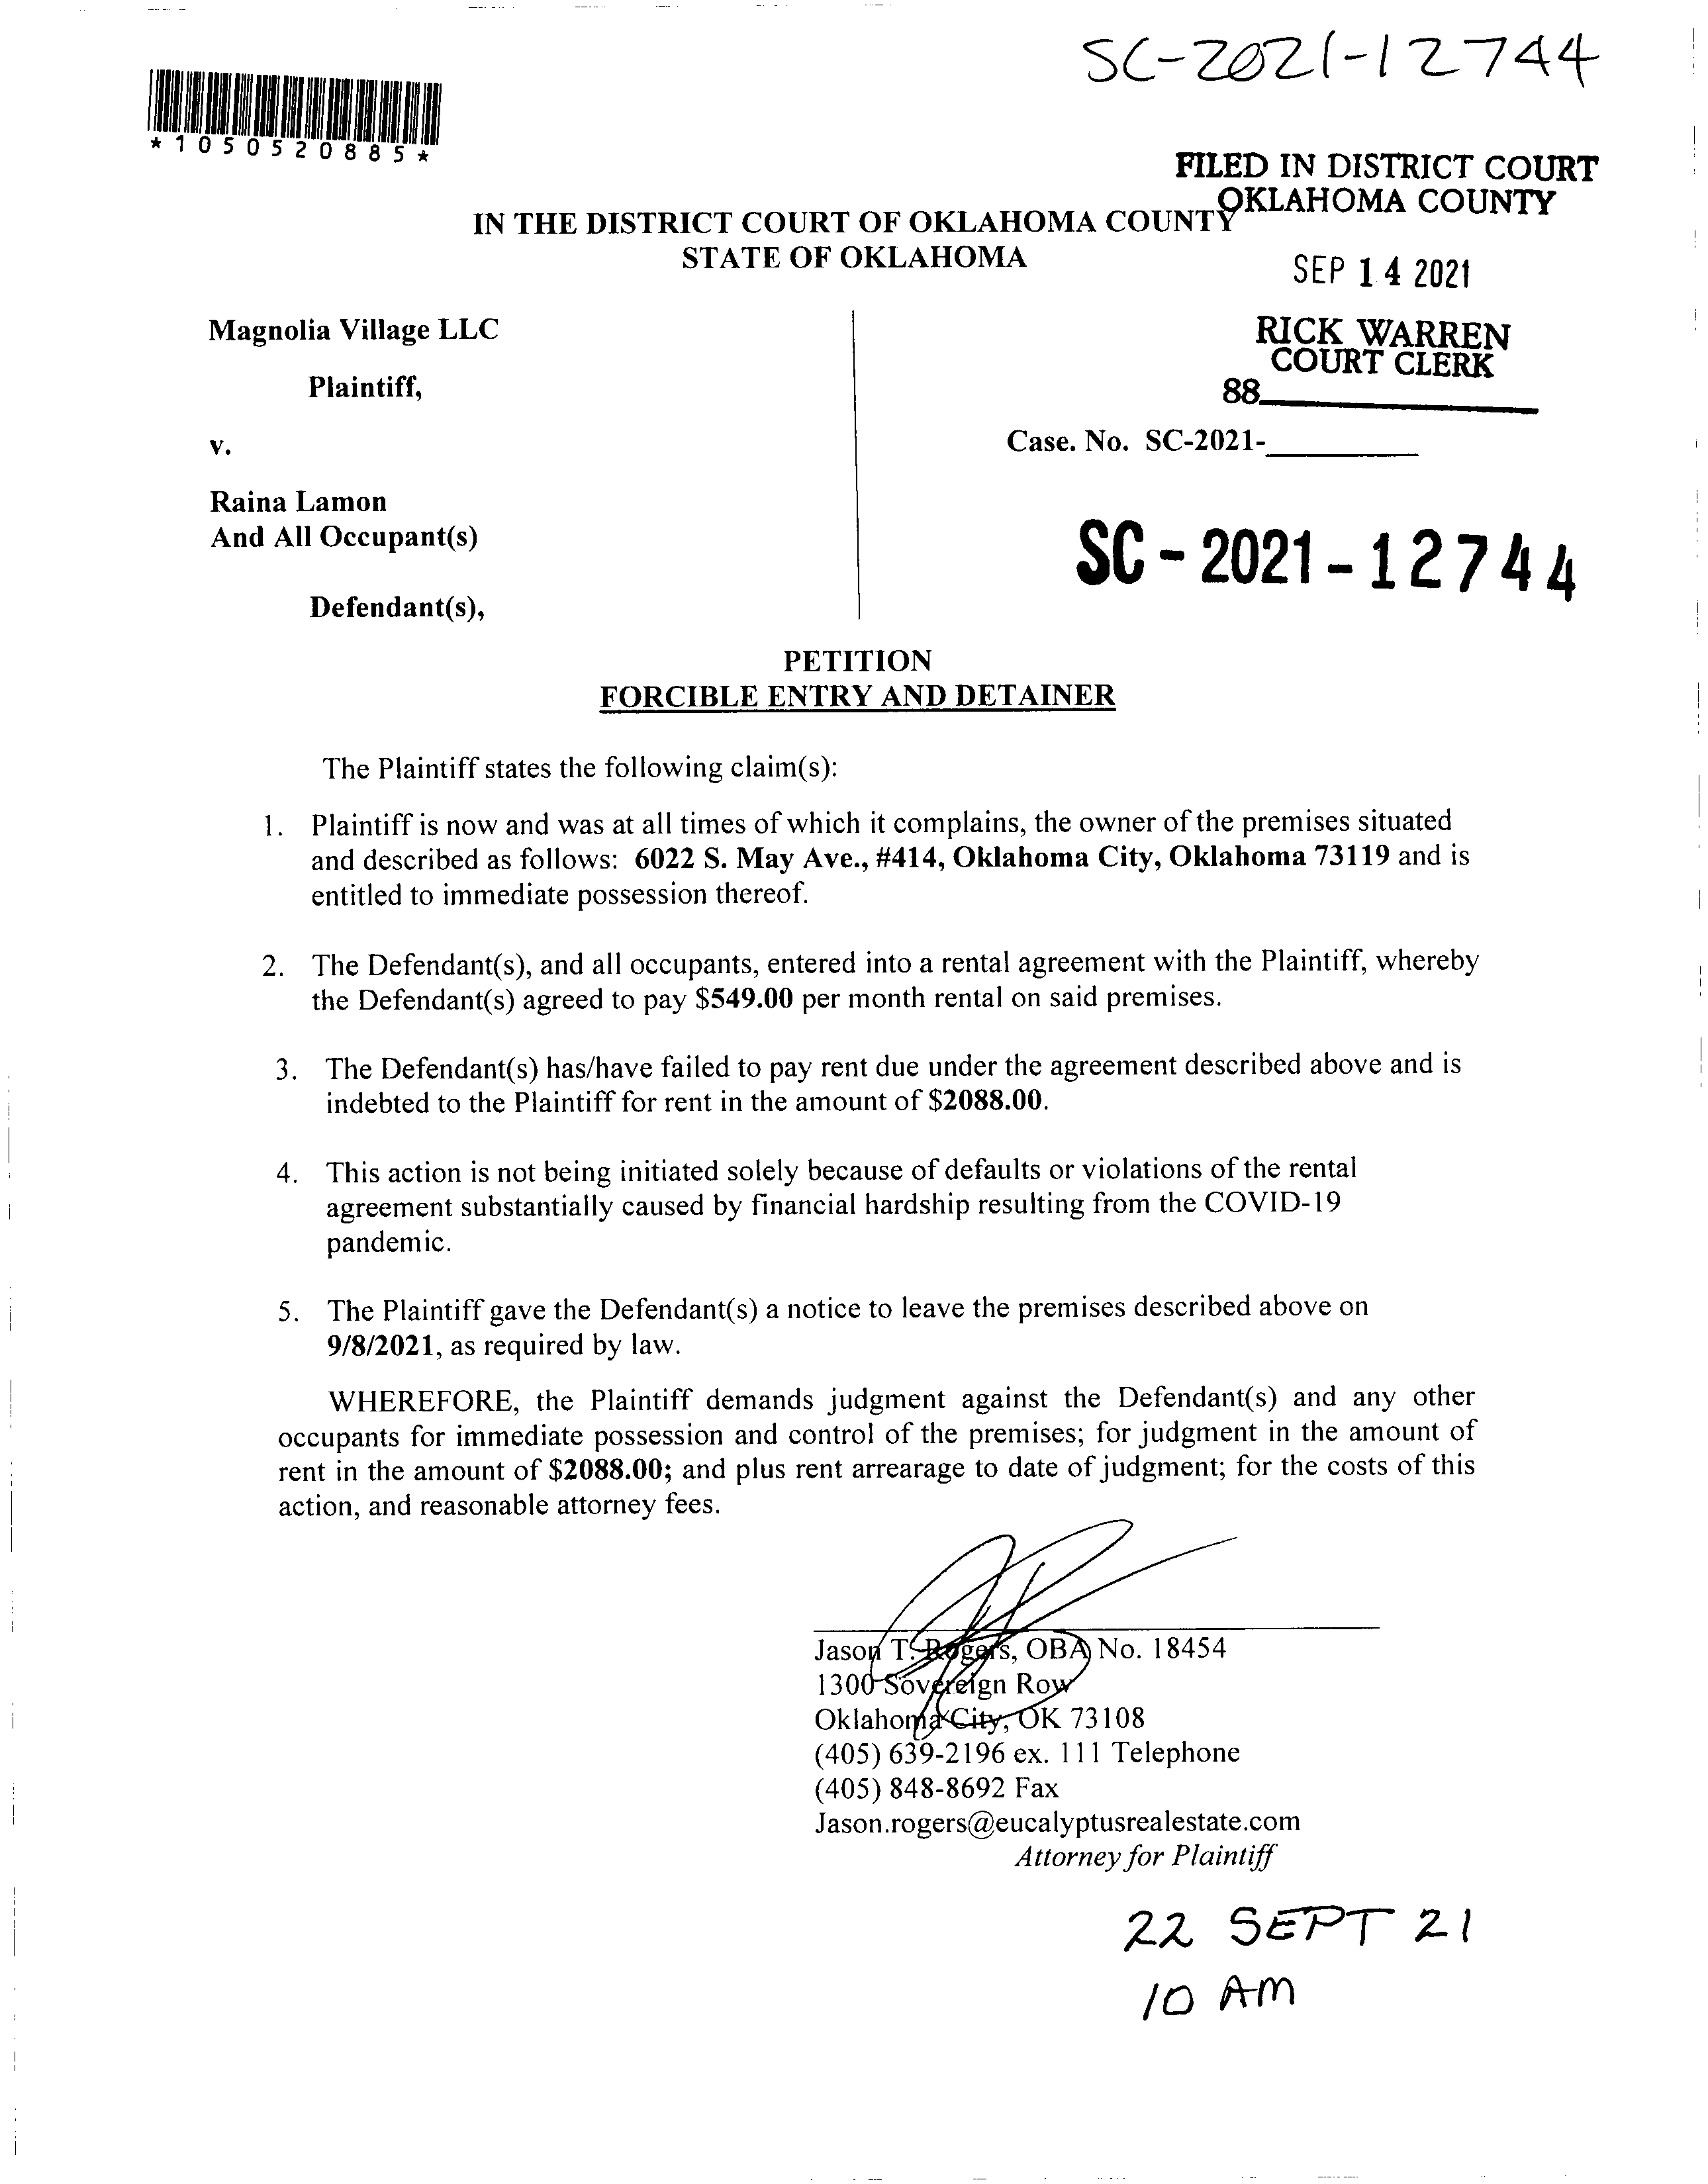 SC-2021-12744
*1050520885*
FILED IN DISTRICT COURT
OKLAHOMA COUNTY
IN THE DISTRICT COURT OF OKLAHOMA COUNTY
STATE OF OKLAHOMA
SEP 14 2021
RICK WARREN
COURT CLERK
88
Magnolia Village LLC
Plaintiff,
v.
Case. No. SC-2021-
Raina Lamon
And All Occupant(s)
SC-2021-12744
Defendant(s),
PETITION
FORCIBLE ENTRY AND DETAINER
The Plaintiff states the following claim(s):
1. Plaintiff is now and was at all times of which it complains, the owner of the premises situated
and described as follows: 6022 S. May Ave., #414, Oklahoma City, Oklahoma 73119 and is
entitled to immediate possession thereof.
2. The Defendant(s), and all occupants, entered into a rental agreement with the Plaintiff, whereby
the Defendant(s) agreed to pay $549.00 per month rental on said premises.
3. The Defendant(s) has/have failed to pay rent due under the agreement described above and is
indebted to the Plaintiff for rent in the amount of $2088.00.
4. This action is not being initiated solely because of defaults or violations of the rental
agreement substantially caused by financial hardship resulting from the COVID-19
pandemic.
5. The Plaintiff gave the Defendant(s) a notice to leave the premises described above on
9/8/2021, as required by law.
WHEREFORE, the Plaintiff demands judgment against the Defendant(s) and any other
occupants for immediate possession and control of the premises; for judgment in the amount of
rent in the amount of $2088.00; and plus rent arrearage to date of judgment; for the costs of this
action, and reasonable attorney fees.
Jason T. Rogers, OBA No. 18454
1300 Sovereign Row
Oklahoma City, OK 73108
(405) 639-2196 ex. 111 Telephone
(405) 848-8692 Fax
Jason.rogers@eucalyptusrealestate.com
Attorney for Plaintiff
22 SEPT 21
10 AM